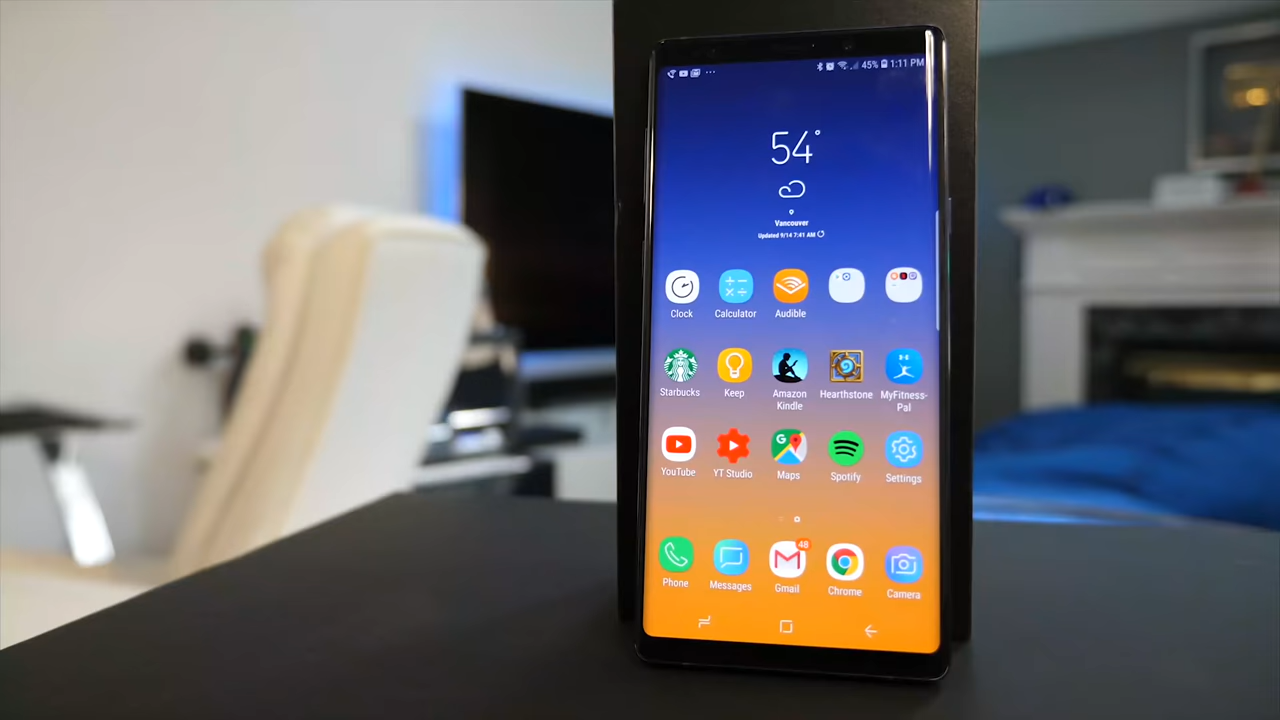 45% 1:11 PM
54°
Vancouver
Updated 9/14 7:41 AM
Clock Calculator Audible
Starbucks Keep Amazon Kindle Hearthstone MyFitness-Pal
YouTube YT Studio Maps Spotify Settings
48
Phone Messages Gmail Chrome Camera